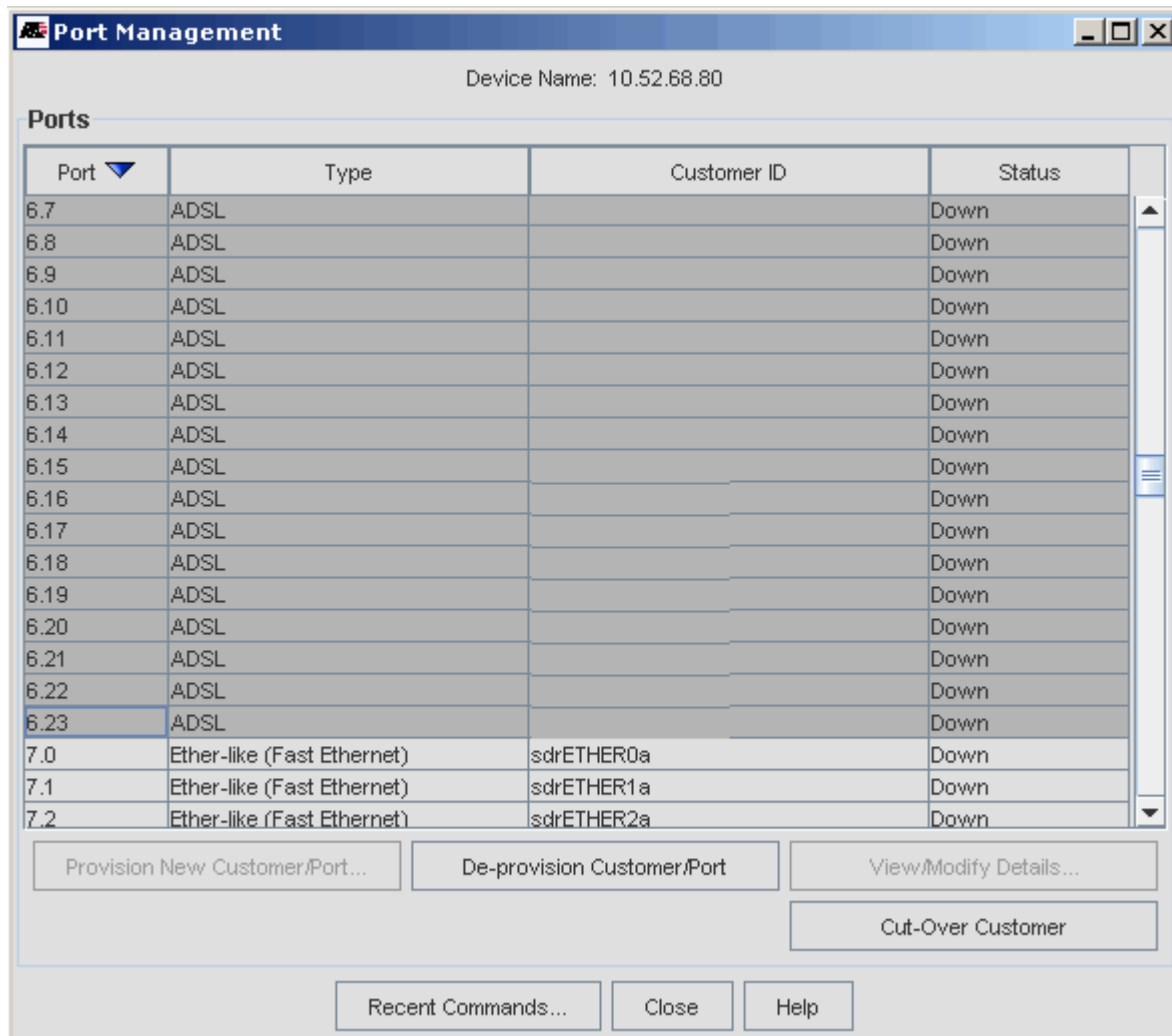 Port Management
Device Name: 10.52.68.80
Ports
Port Type Customer ID Status
6.7 ADSL Down
6.8 ADSL Down
6.9 ADSL Down
6.10 ADSL Down
6.11 ADSL Down
6.12 ADSL Down
6.13 ADSL Down
6.14 ADSL Down
6.15 ADSL Down
6.16 ADSL Down
6.17 ADSL Down
6.18 ADSL Down
6.19 ADSL Down
6.20 ADSL Down
6.21 ADSL Down
6.22 ADSL Down
6.23 ADSL Down
7.0 Ether-like (Fast Ethernet) sdrETHER0a Down
7.1 Ether-like (Fast Ethernet) sdrETHER1a Down
7.2 Ether-like (Fast Ethernet) sdrETHER2a Down
Provision New Customer/Port... De-provision Customer/Port View/Modify Details...
Cut-Over Customer
Recent Commands... Close Help